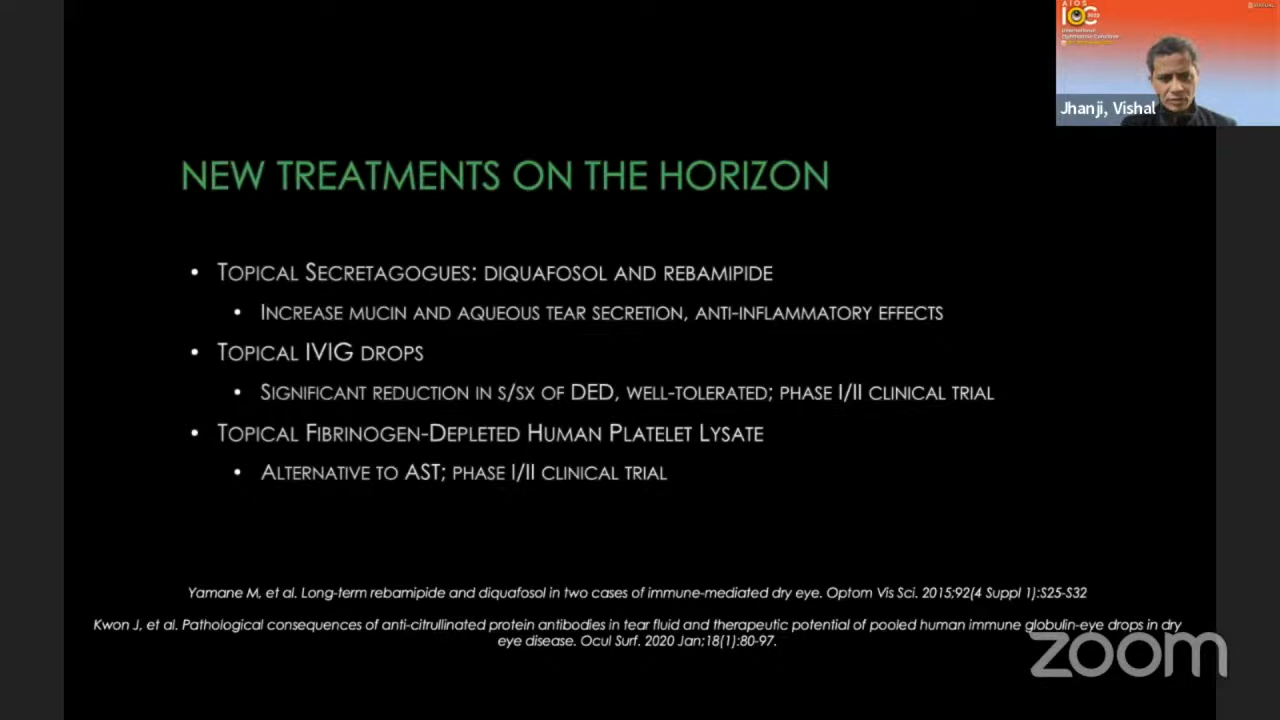 AIOS
IOC
Jhanji, Vishal
NEW TREATMENTS ON THE HORIZON
• TOPICAL SECRETAGOGUES: DIQUAFOSOL AND REBAMIPIDE
• INCREASE MUCIN AND AQUEOUS TEAR SECRETION, ANTI-INFLAMMATORY EFFECTS
• TOPICAL IVIG DROPS
• SIGNIFICANT REDUCTION IN S/SX OF DED, WELL-TOLERATED; PHASE I/II CLINICAL TRIAL
• TOPICAL FIBRINOGEN-DEPLETED HUMAN PLATELET LYSATE
• ALTERNATIVE TO AST; PHASE I/II CLINICAL TRIAL
Yamane M, et al. Long-term rebamipide and diquafosol in two cases of immune-mediated dry eye. Optom Vis Sci. 2015;92(4 Suppl 1):S25-S32
Kwon J, et al. Pathological consequences of anti-citrullinated protein antibodies in tear fluid and therapeutic potential of pooled human immune globulin-eye drops in dry
eye disease. Ocul Surf. 2020 Jan;18(1):80-97.
zoom